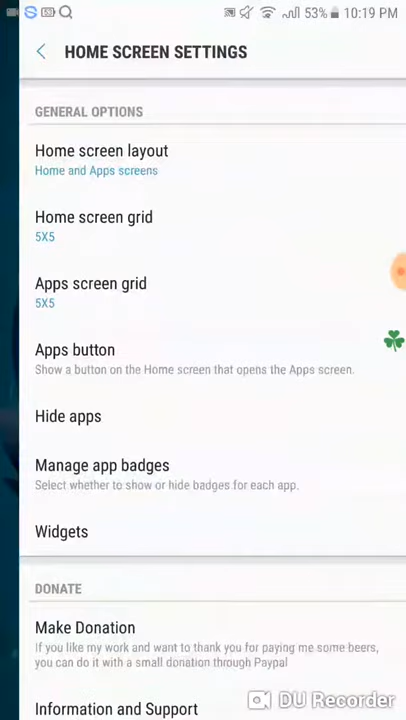 53% 10:19 PM
HOME SCREEN SETTINGS
GENERAL OPTIONS
Home screen layout
Home and Apps screens
Home screen grid
5X5
Apps screen grid
5X5
Apps button
Show a button on the Home screen that opens the Apps screen.
Hide apps
Manage app badges
Select whether to show or hide badges for each app.
Widgets
DONATE
Make Donation
If you like my work and want to thank you for paying me some beers,
you can do it with a small donation through Paypal
Information and Support
DU Recorder